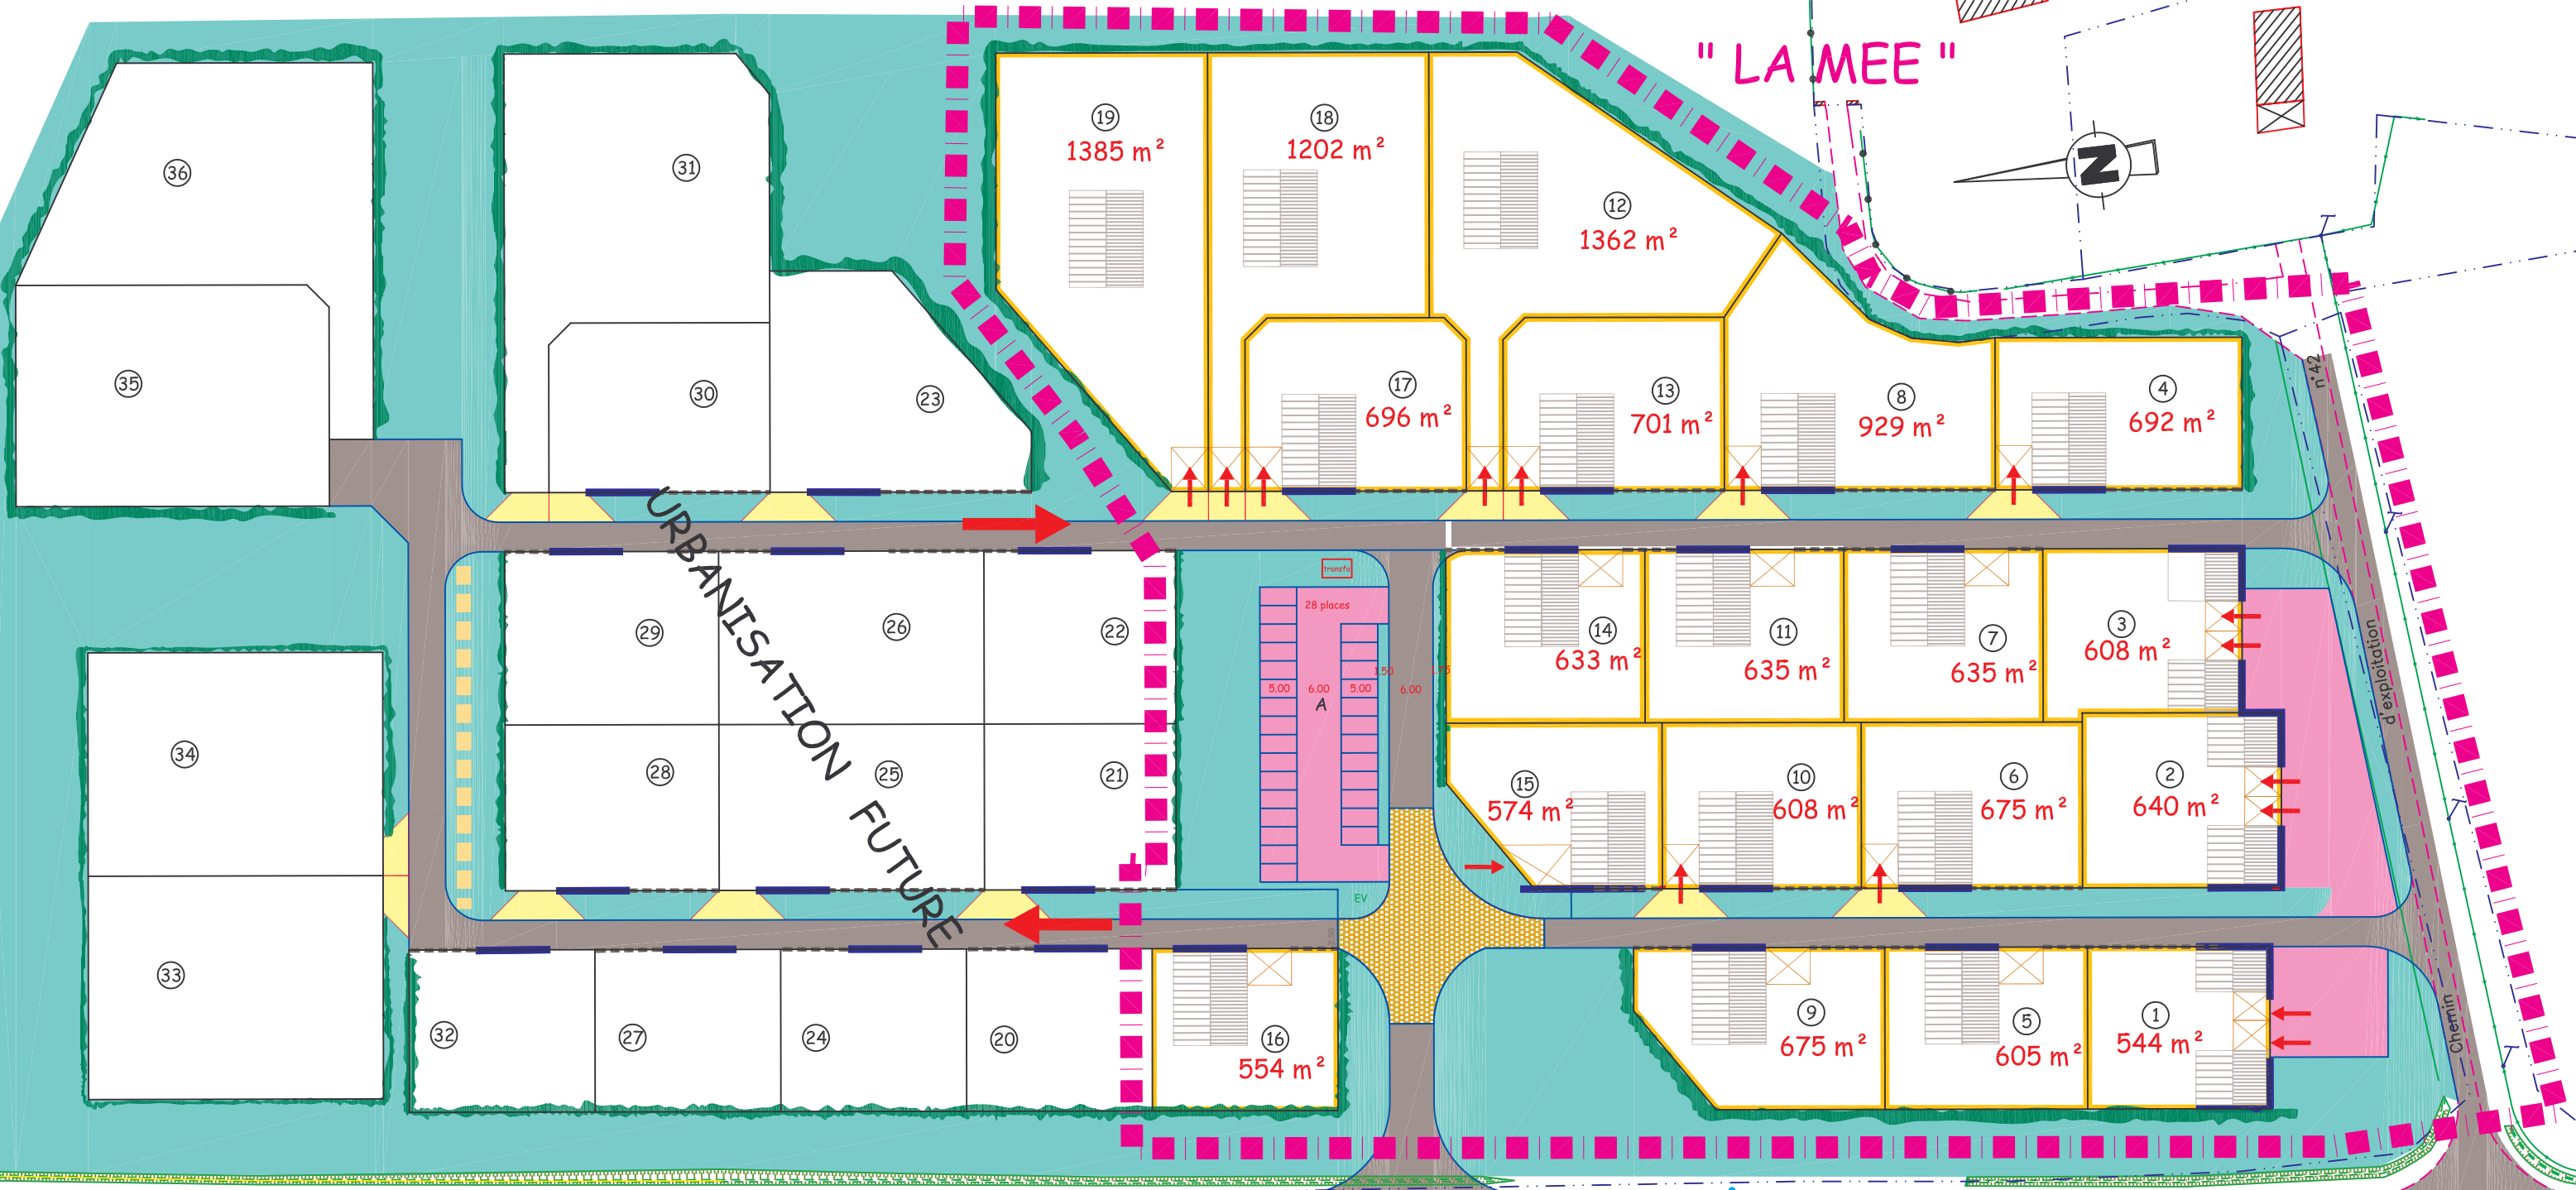 " LA MEE "
N
36
31
19
1385 m²
18
1202 m²
12
1362 m²
35
30
23
17
696 m²
13
701 m²
8
929 m²
4
692 m²
n°42
URBANISATION FUTURE
transfo
28 places
29
26
22
14
633 m²
11
635 m²
7
635 m²
3
608 m²
1.50
5.00
6.00
5.00
6.00
A
d'exploitation
34
28
25
21
15
574 m²
10
608 m²
6
675 m²
2
640 m²
EV
33
32
27
24
20
16
554 m²
9
675 m²
5
605 m²
1
544 m²
Chemin